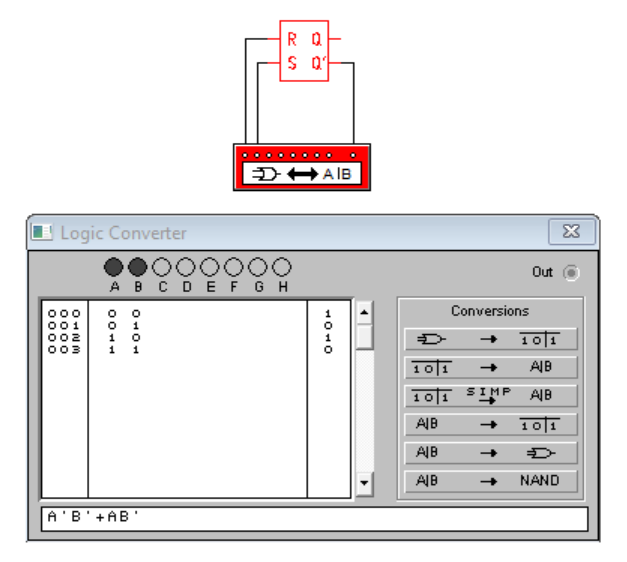 R Q
S Q'
A|B
Logic Converter
Out
A B C D E F G H
000 0 0 1
001 0 1 0
002 1 0 1
003 1 1 0
Conversions
→ 1 0|1
1 0|1 → A|B
1 0|1 SIMP → A|B
A|B → 1 0|1
A|B →
A|B → NAND
A'B'+AB'